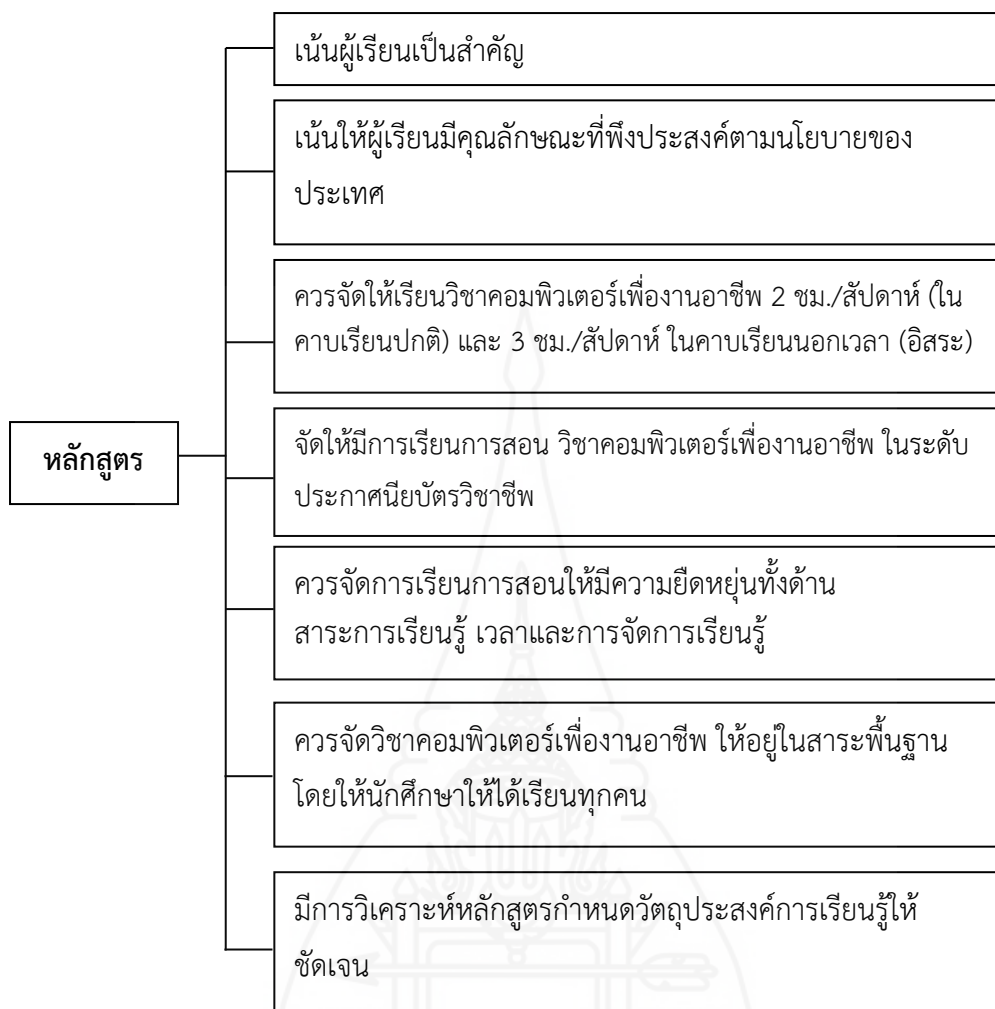 เน้นผู้เรียนเป็นสำคัญ
เน้นให้ผู้เรียนมีคุณลักษณะที่พึงประสงค์ตามนโยบายของ
ประเทศ
ควรจัดให้เรียนวิชาคอมพิวเตอร์เพื่องานอาชีพ 2 ชม./สัปดาห์ (ใน
คาบเรียนปกติ) และ 3 ชม./สัปดาห์ ในคาบเรียนนอกเวลา (อิสระ)
หลักสูตร
จัดให้มีการเรียนการสอน วิชาคอมพิวเตอร์เพื่องานอาชีพ ในระดับ
ประกาศนียบัตรวิชาชีพ
ควรจัดการเรียนการสอนให้มีความยืดหยุ่นทั้งด้าน
สาระการเรียนรู้ เวลาและการจัดการเรียนรู้
ควรจัดวิชาคอมพิวเตอร์เพื่องานอาชีพ ให้อยู่ในสาระพื้นฐาน
โดยให้นักศึกษาให้ได้เรียนทุกคน
มีการวิเคราะห์หลักสูตรกำหนดวัตถุประสงค์การเรียนรู้ให้
ชัดเจน